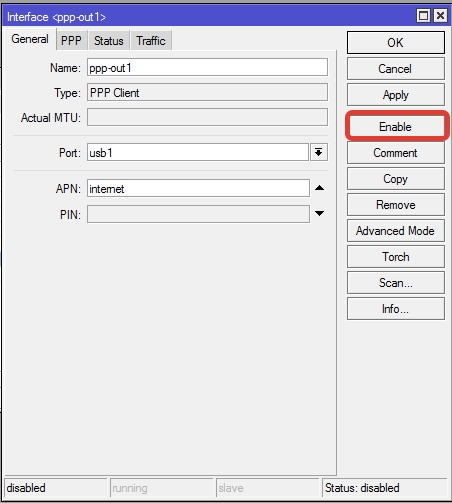 Interface <ppp-out1>
General PPP Status Traffic
Name: ppp-out1
Type: PPP Client
Actual MTU:
Port: usb1
APN: internet
PIN:
OK
Cancel
Apply
Enable
Comment
Copy
Remove
Advanced Mode
Torch
Scan...
Info...
disabled running slave Status: disabled